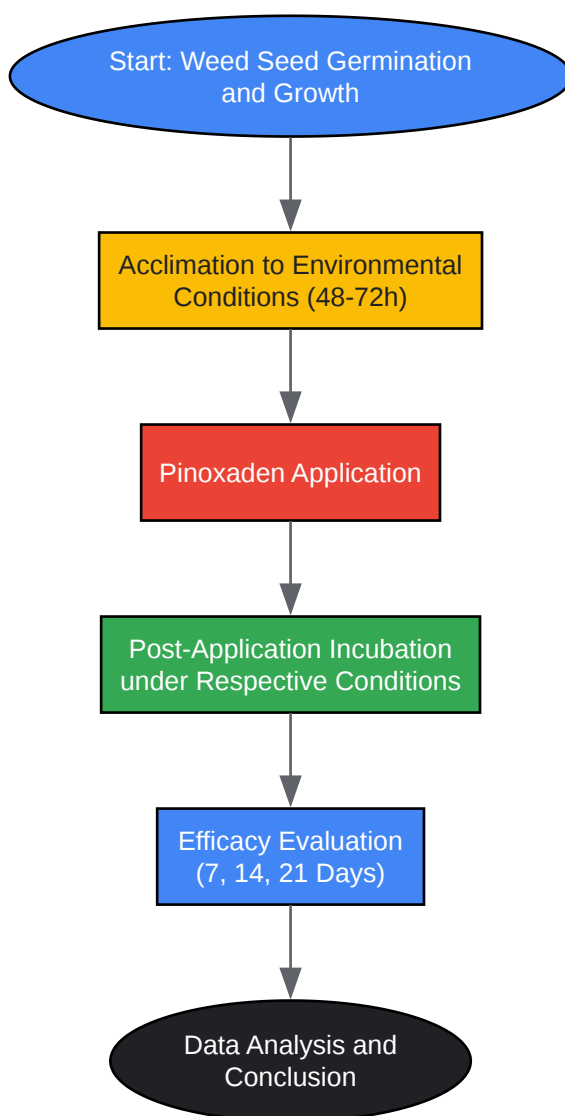 Start: Weed Seed Germination
and Growth
Acclimation to Environmental
Conditions (48-72h)
Pinoxaden Application
Post-Application Incubation
under Respective Conditions
Efficacy Evaluation
(7, 14, 21 Days)
Data Analysis and
Conclusion